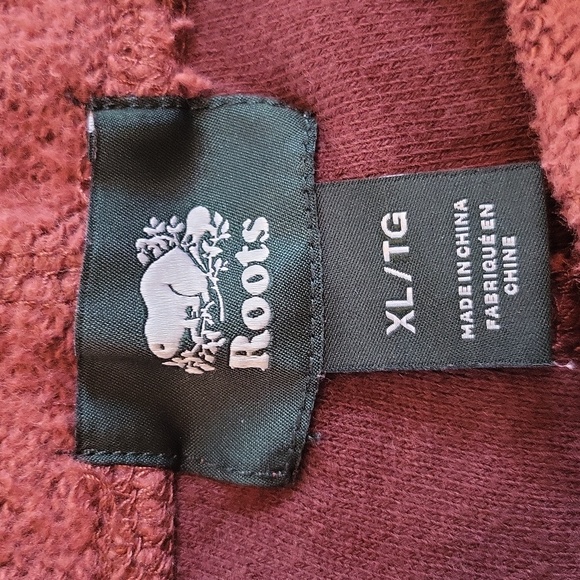 Roots
XL/TG
MADE IN CHINA
FABRIQUÉ EN
CHINE